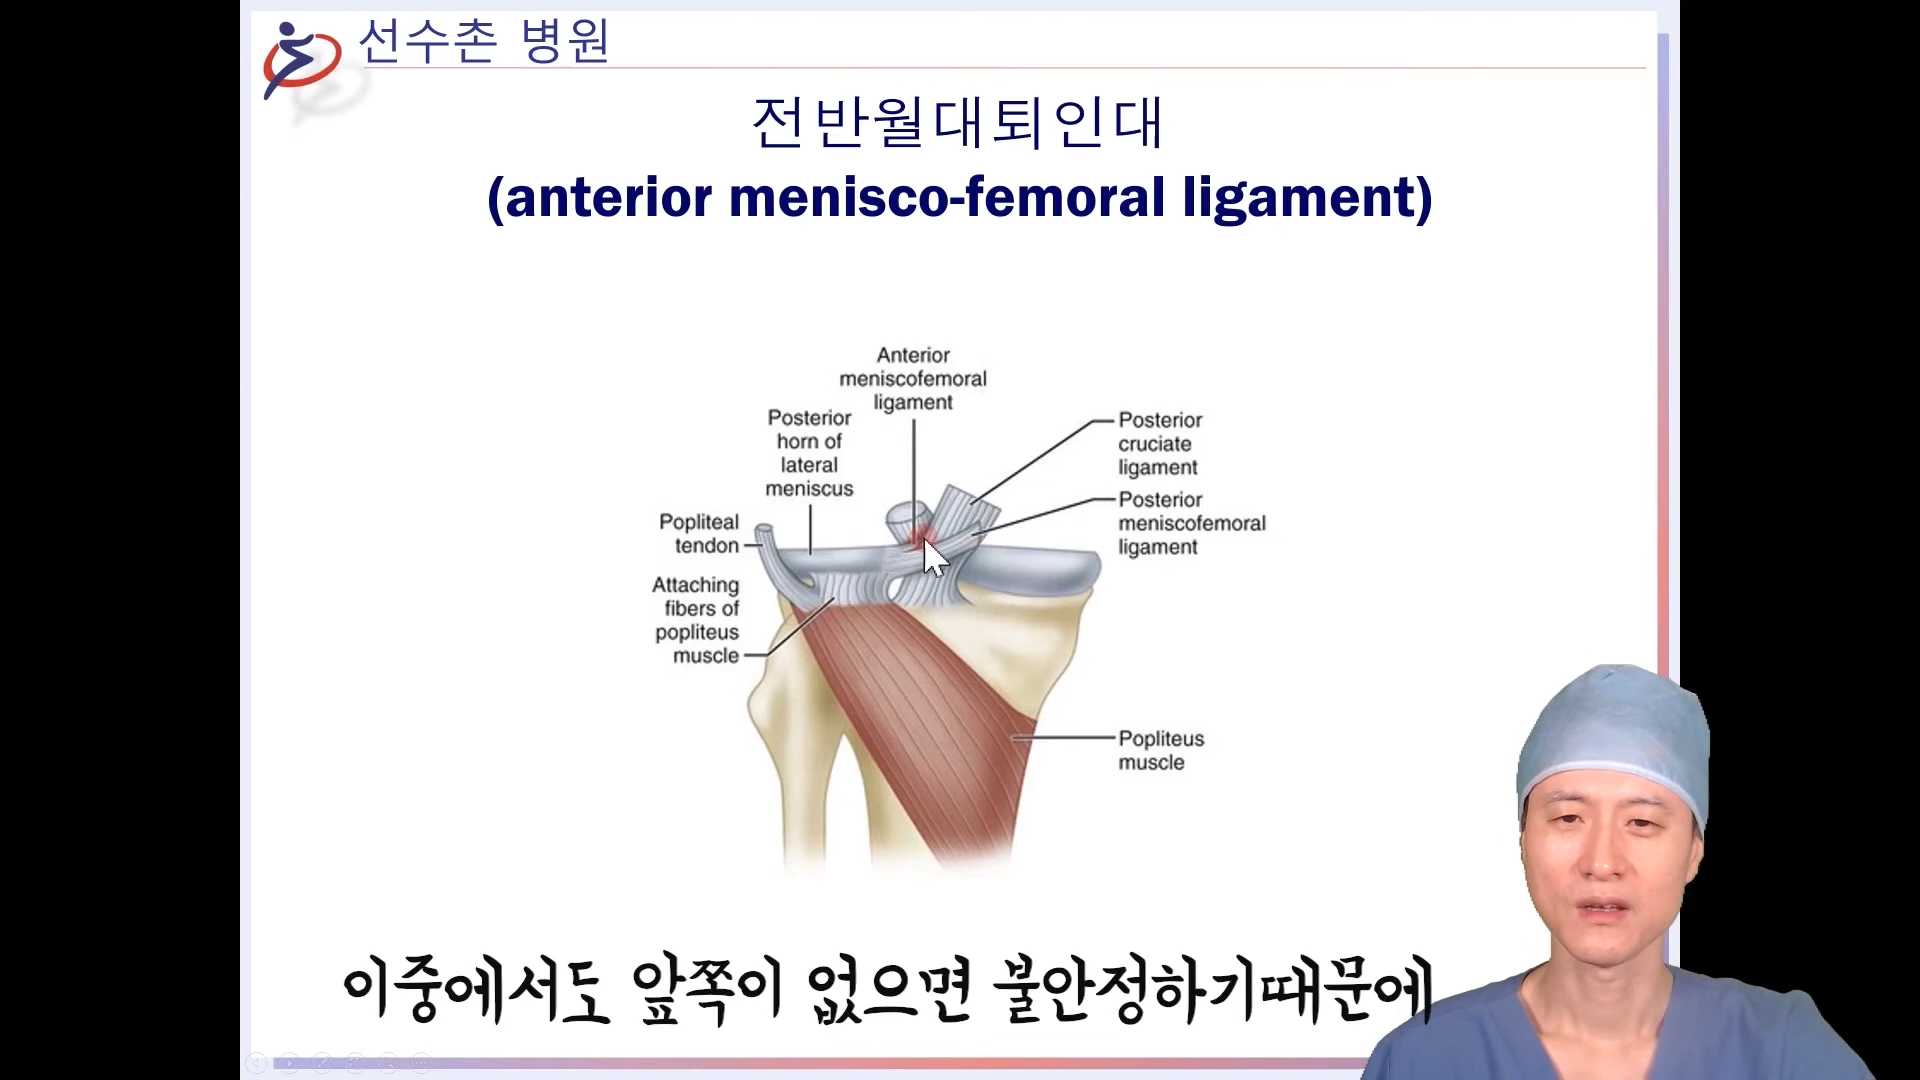 선수촌 병원
전반월대퇴인대
(anterior menisco-femoral ligament)
Anterior
meniscofemoral
ligament
Posterior
horn of
lateral
meniscus
Posterior
cruciate
ligament
Posterior
meniscofemoral
ligament
Popliteal
tendon
Attaching
fibers of
popliteus
muscle
Popliteus
muscle
이중에서도 앞쪽이 없으면 불안정하기때문에